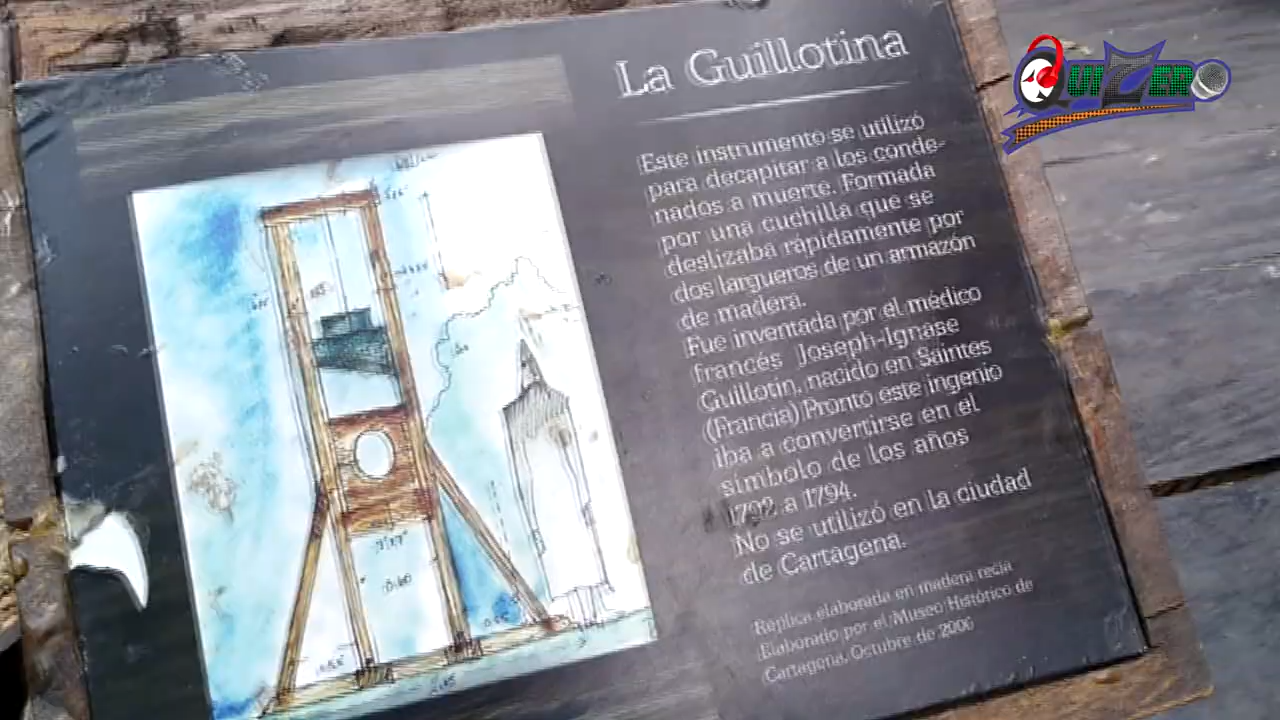 La Guillotina
QUIZERO
Este instrumento se utilizó
para decapitar a los conde-
nados a muerte. Formada
por una cuchilla que se
deslizaba rápidamente por
dos largueros de un armazón
de madera.
Fue inventada por el médico
francés Joseph-Ignase
Guillotin, nacido en Saintes
(Francia) Pronto este ingenio
iba a convertirse en el
símbolo de los años
1792 a 1794.
No se utilizó en la ciudad
de Cartagena.
Replica elaborada en madera recia
Elaborado por el Museo Histórico de
Cartagena, Octubre de 2006